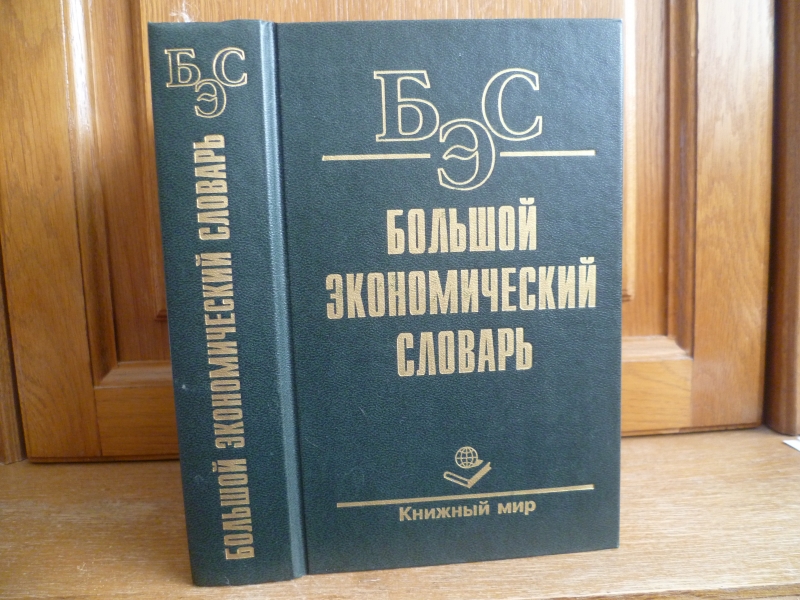 БЭС
БОЛЬШОЙ ЭКОНОМИЧЕСКИЙ СЛОВАРЬ
БЭС
БОЛЬШОЙ
ЭКОНОМИЧЕСКИЙ
СЛОВАРЬ
Книжный мир